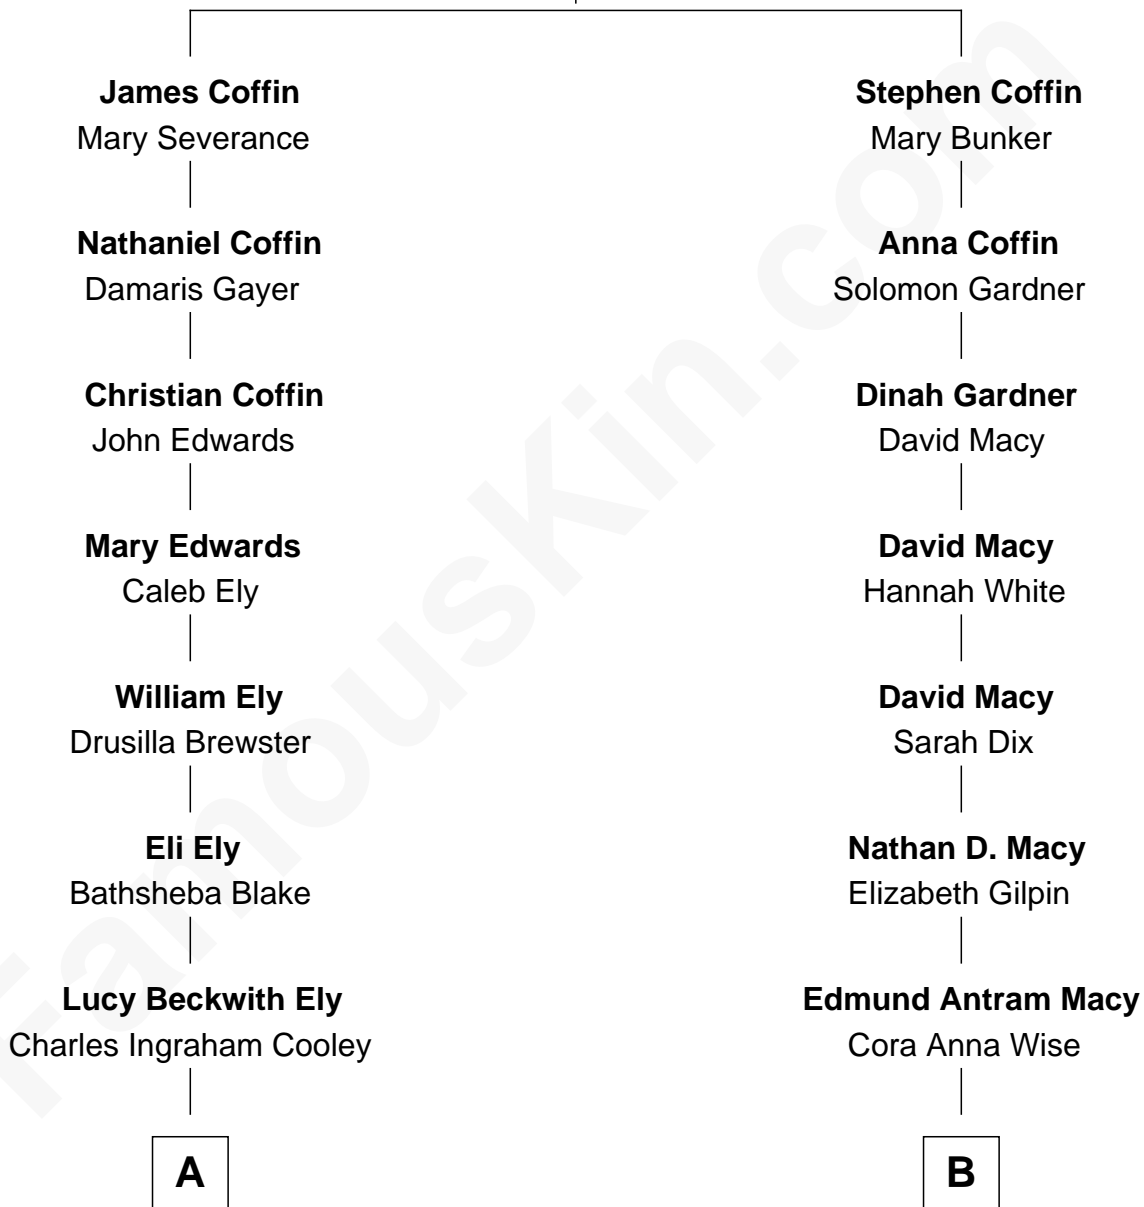 James Coffin
Mary Severance
Nathaniel Coffin
Damaris Gayer
Christian Coffin
John Edwards
Mary Edwards
Caleb Ely
William Ely
Drusilla Brewster
Eli Ely
Bathsheba Blake
Lucy Beckwith Ely
Charles Ingraham Cooley
A
Stephen Coffin
Mary Bunker
Anna Coffin
Solomon Gardner
Dinah Gardner
David Macy
David Macy
Hannah White
David Macy
Sarah Dix
Nathan D. Macy
Elizabeth Gilpin
Edmund Antram Macy
Cora Anna Wise
B
FamousKin.com